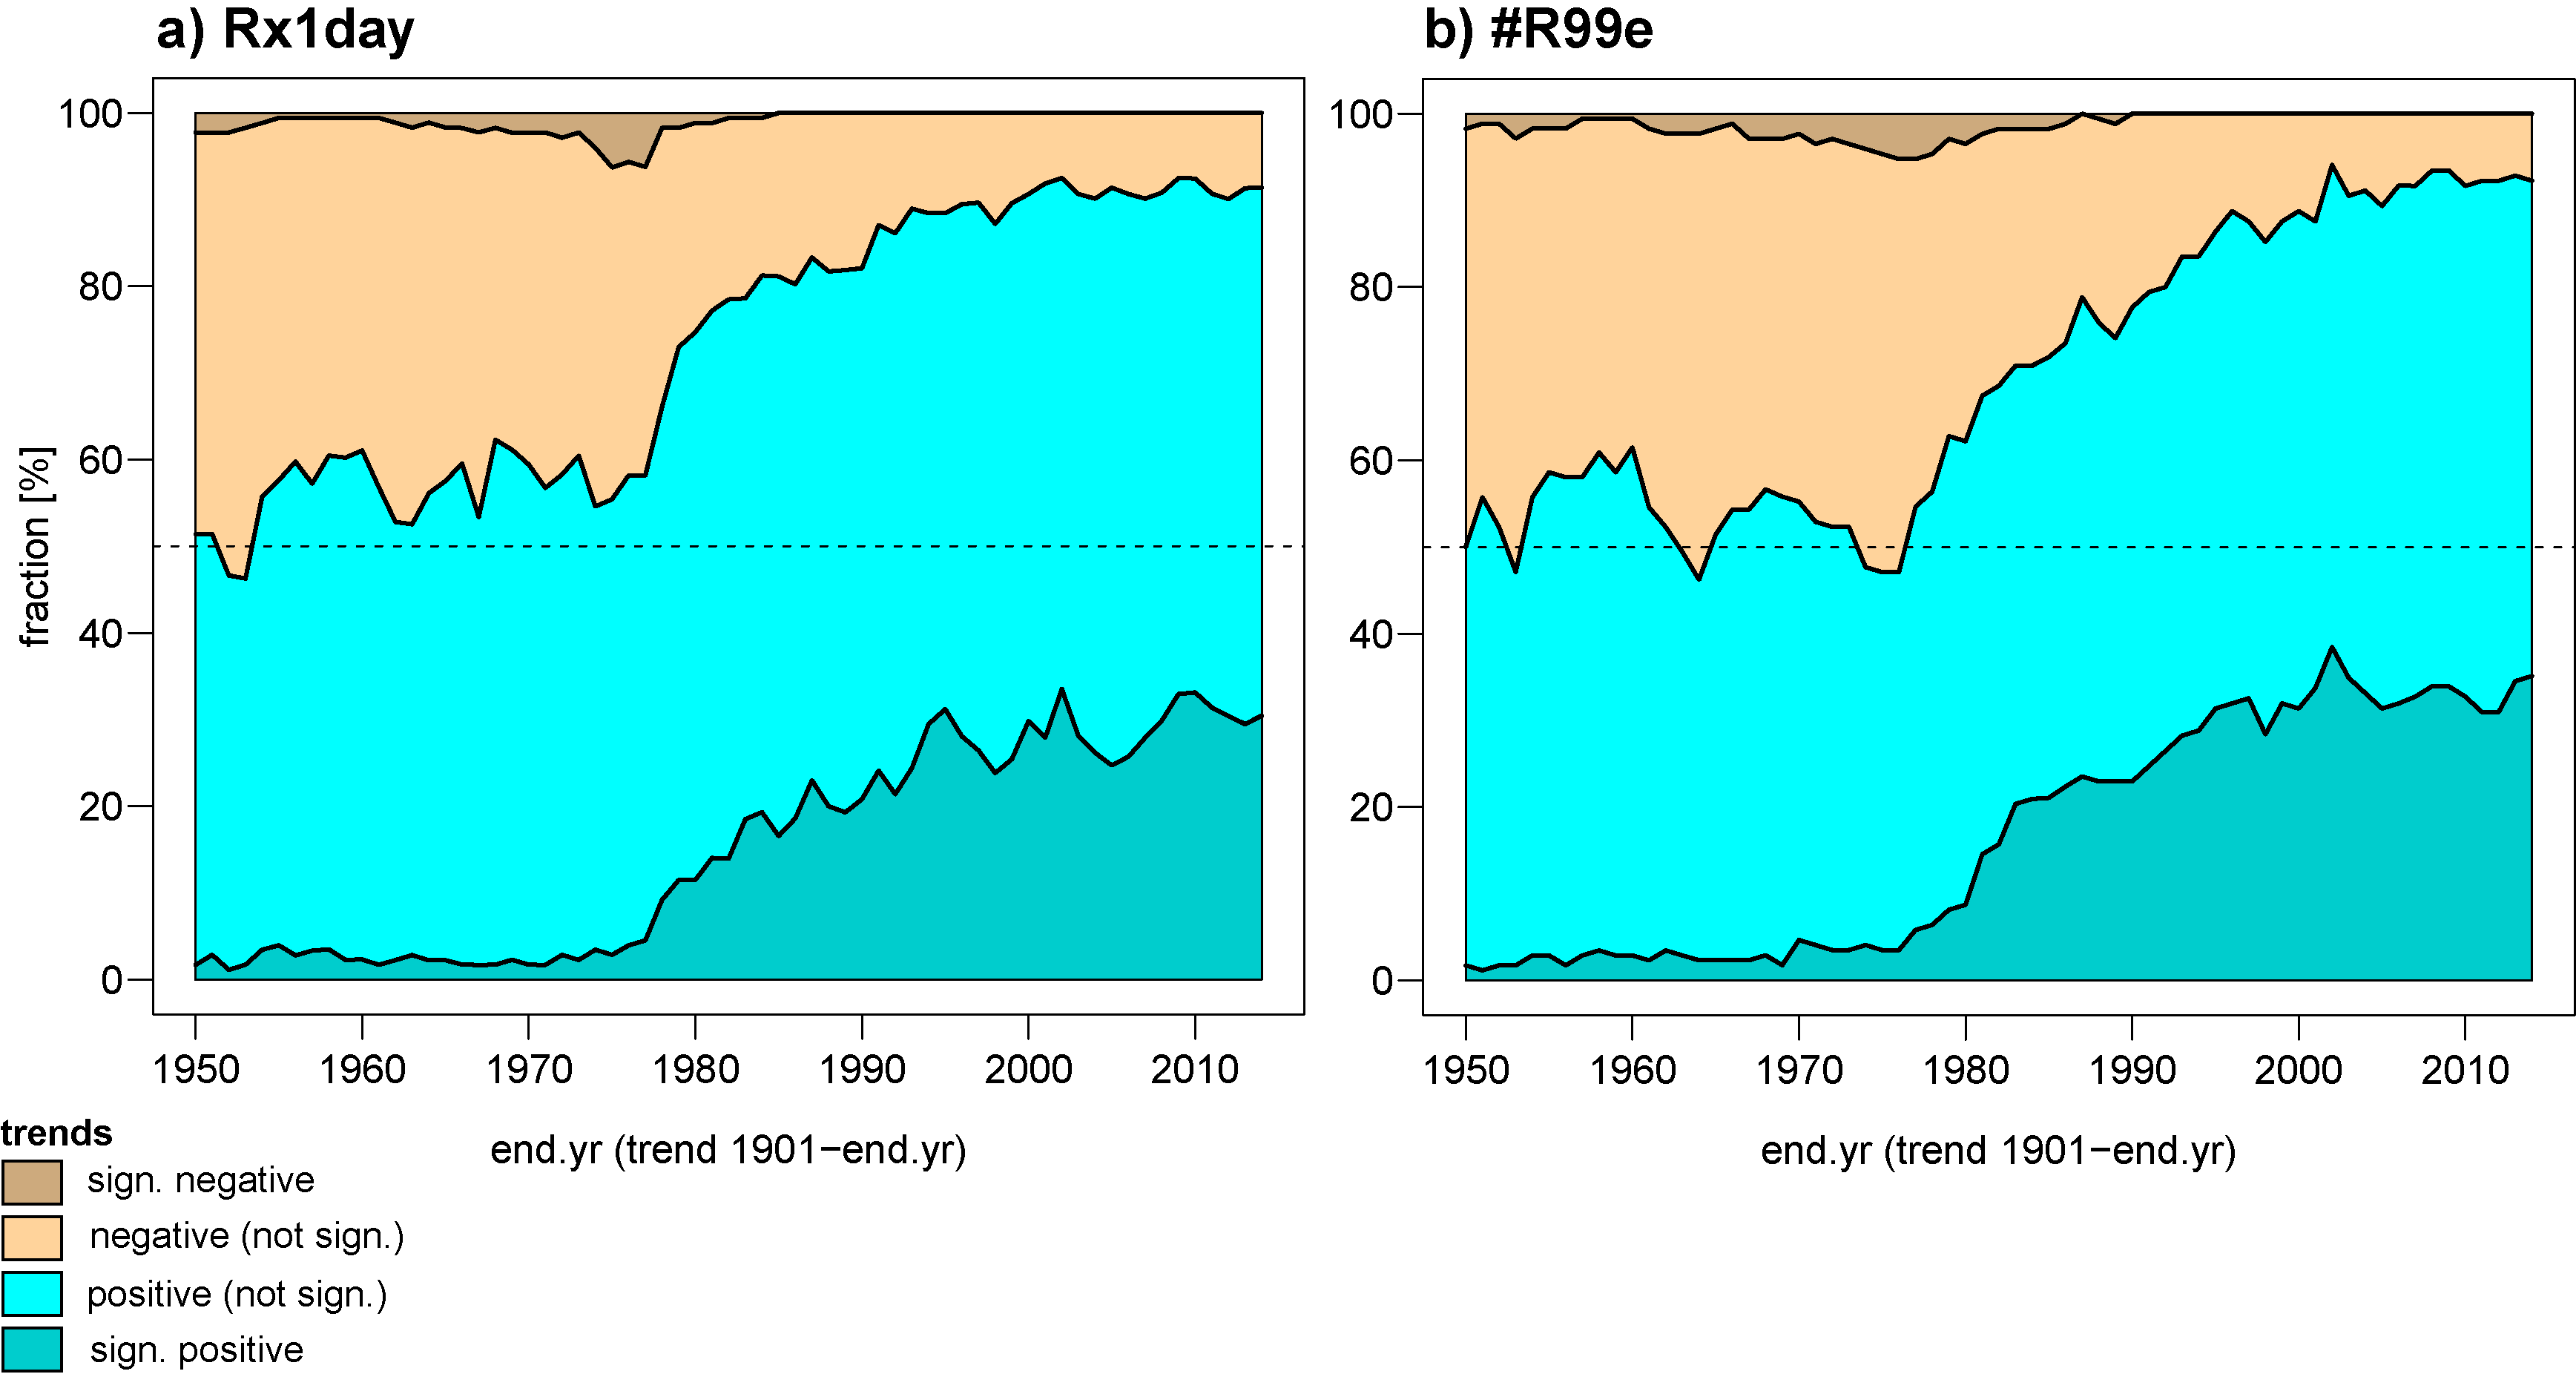 a) Rx1day
b) #R99e
fraction [%]
100
80
60
40
20
0
1950 1960 1970 1980 1990 2000 2010
end.yr (trend 1901−end.yr)
100
80
60
40
20
0
1950 1960 1970 1980 1990 2000 2010
end.yr (trend 1901−end.yr)
trends
sign. negative
negative (not sign.)
positive (not sign.)
sign. positive